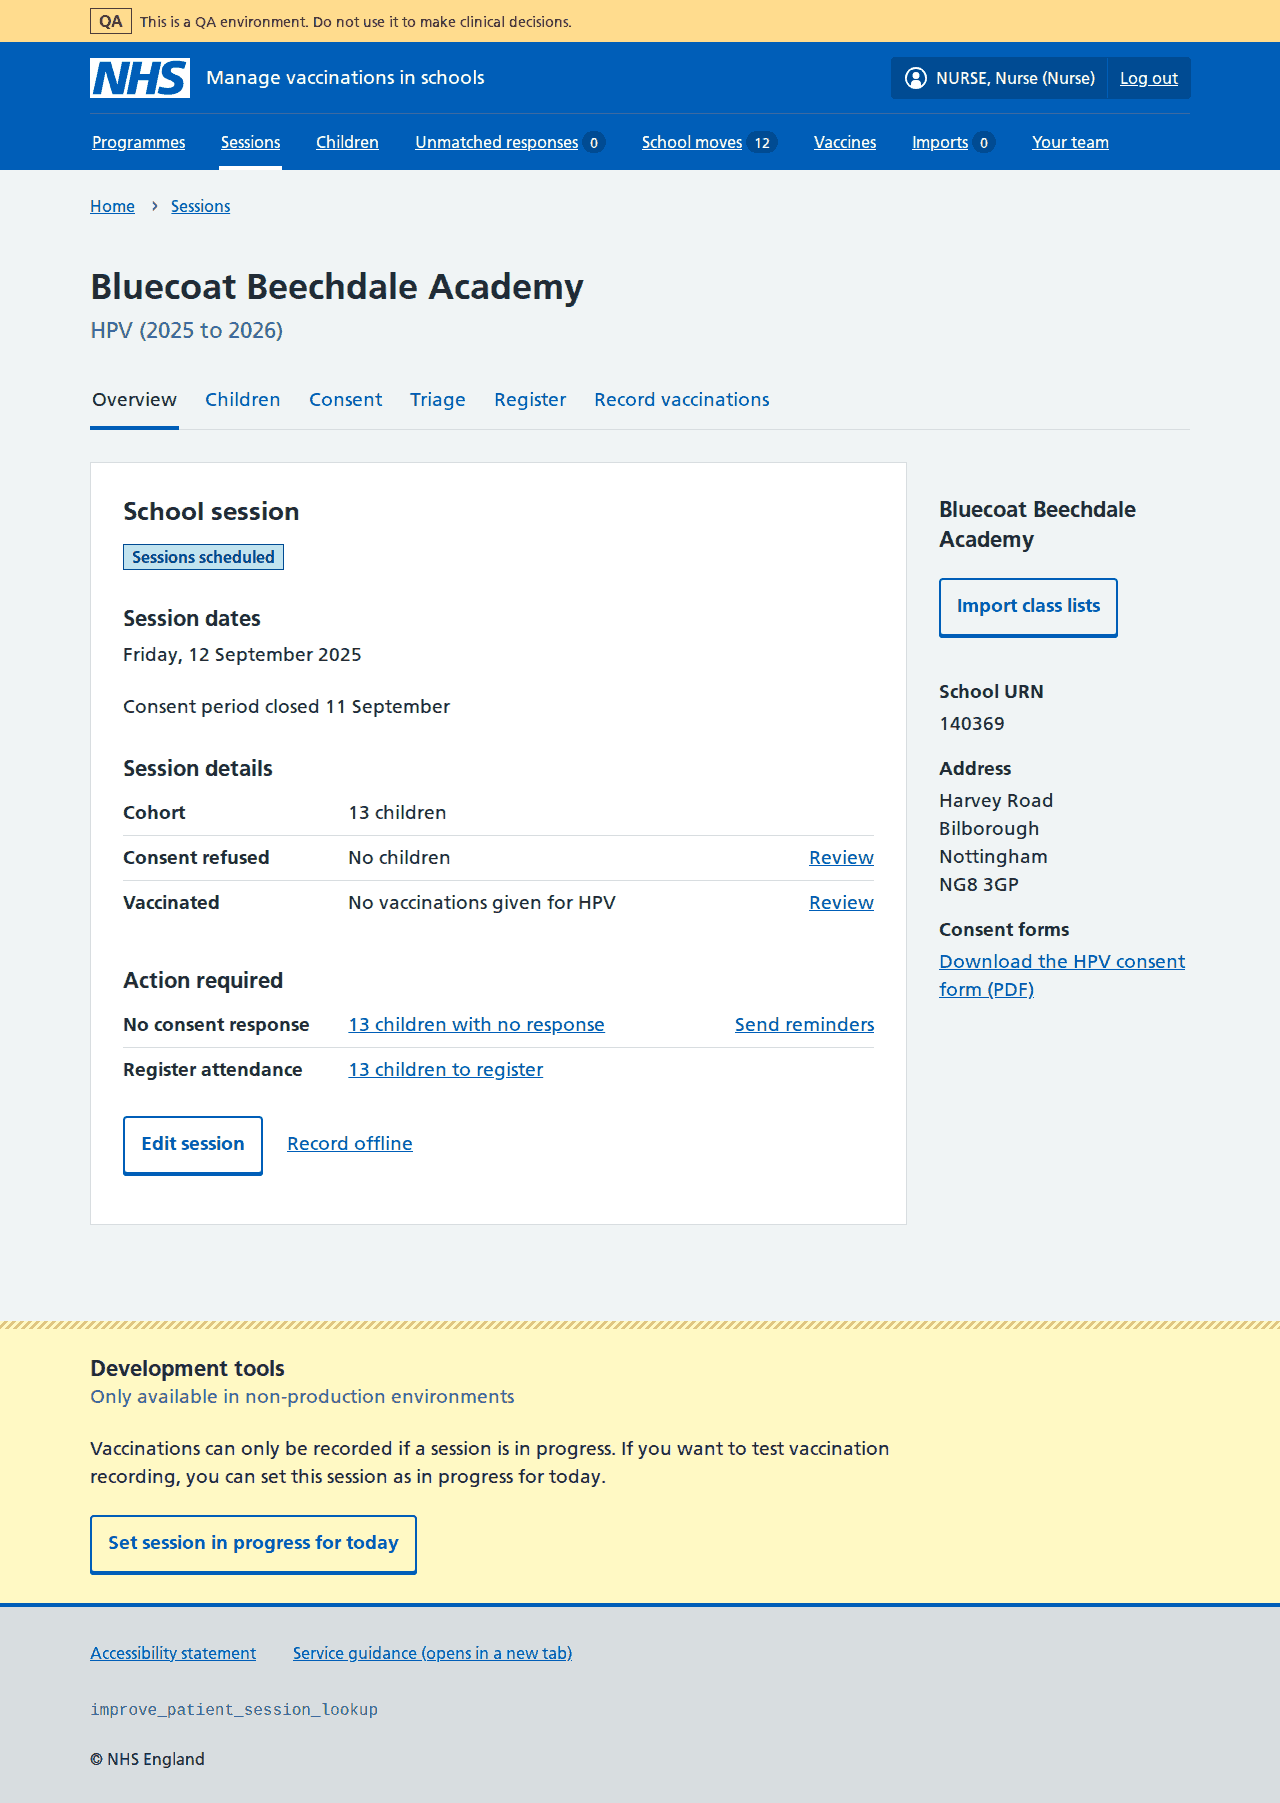 QA This is a QA environment. Do not use it to make clinical decisions.
NHS Manage vaccinations in schools NURSE, Nurse (Nurse) Log out
Programmes Sessions Children Unmatched responses 0 School moves 12 Vaccines Imports 0 Your team
Home › Sessions
Bluecoat Beechdale Academy
HPV (2025 to 2026)
Overview Children Consent Triage Register Record vaccinations
School session
Sessions scheduled
Session dates
Friday, 12 September 2025
Consent period closed 11 September
Session details
Cohort 13 children
Consent refused No children Review
Vaccinated No vaccinations given for HPV Review
Action required
No consent response 13 children with no response Send reminders
Register attendance 13 children to register
Edit session Record offline
Bluecoat Beechdale
Academy
Import class lists
School URN
140369
Address
Harvey Road
Bilborough
Nottingham
NG8 3GP
Consent forms
Download the HPV consent
form (PDF)
Development tools
Only available in non-production environments
Vaccinations can only be recorded if a session is in progress. If you want to test vaccination
recording, you can set this session as in progress for today.
Set session in progress for today
Accessibility statement Service guidance (opens in a new tab)
improve_patient_session_lookup
© NHS England